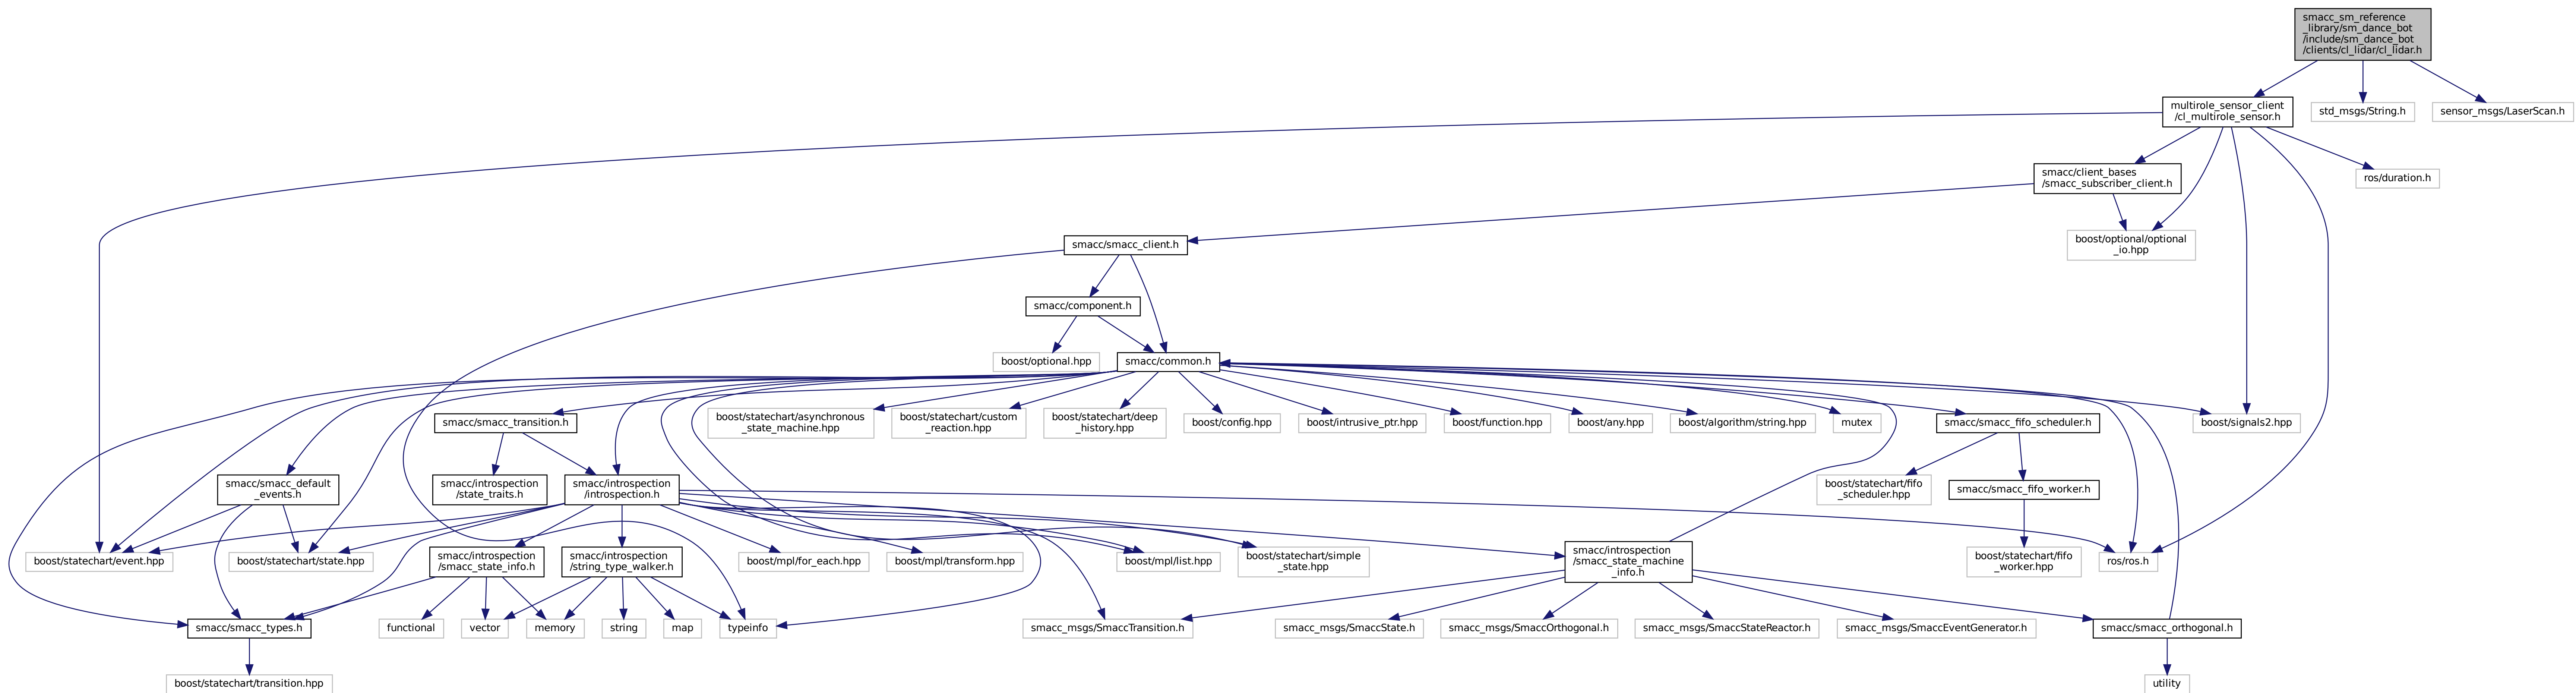 smacc_sm_reference
_library/sm_dance_bot
/include/sm_dance_bot
/clients/cl_lidar/cl_lidar.h
multirole_sensor_client
/cl_multirole_sensor.h
std_msgs/String.h
sensor_msgs/LaserScan.h
smacc/client_bases
/smacc_subscriber_client.h
ros/duration.h
smacc/smacc_client.h
boost/optional/optional
_io.hpp
smacc/component.h
boost/optional.hpp
smacc/common.h
smacc/smacc_transition.h
boost/statechart/asynchronous
_state_machine.hpp
boost/statechart/custom
_reaction.hpp
boost/statechart/deep
_history.hpp
boost/config.hpp
boost/intrusive_ptr.hpp
boost/function.hpp
boost/any.hpp
boost/algorithm/string.hpp
mutex
smacc/smacc_fifo_scheduler.h
boost/signals2.hpp
smacc/smacc_default
_events.h
smacc/introspection
/state_traits.h
smacc/introspection
/introspection.h
boost/statechart/fifo
_scheduler.hpp
smacc/smacc_fifo_worker.h
boost/statechart/event.hpp
boost/statechart/state.hpp
smacc/introspection
/smacc_state_info.h
smacc/introspection
/string_type_walker.h
boost/mpl/for_each.hpp
boost/mpl/transform.hpp
boost/mpl/list.hpp
boost/statechart/simple
_state.hpp
smacc/introspection
/smacc_state_machine
_info.h
boost/statechart/fifo
_worker.hpp
ros/ros.h
smacc/smacc_types.h
functional
vector
memory
string
map
typeinfo
smacc_msgs/SmaccTransition.h
smacc_msgs/SmaccState.h
smacc_msgs/SmaccOrthogonal.h
smacc_msgs/SmaccStateReactor.h
smacc_msgs/SmaccEventGenerator.h
smacc/smacc_orthogonal.h
boost/statechart/transition.hpp
utility